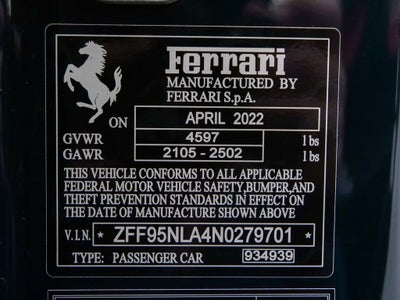 Ferrari
MANUFACTURED BY
FERRARI S.p.A.
ON APRIL 2022
GVWR 4597 lbs
GAWR 2105 - 2502 lbs
THIS VEHICLE CONFORMS TO ALL APPLICABLE
FEDERAL MOTOR VEHICLE SAFETY,BUMPER,AND
THEFT PREVENTION STANDARDS IN EFFECT ON
THE DATE OF MANUFACTURE SHOWN ABOVE
V.I.N. * ZFF95NLA4N0279701 *
TYPE: PASSENGER CAR 934939